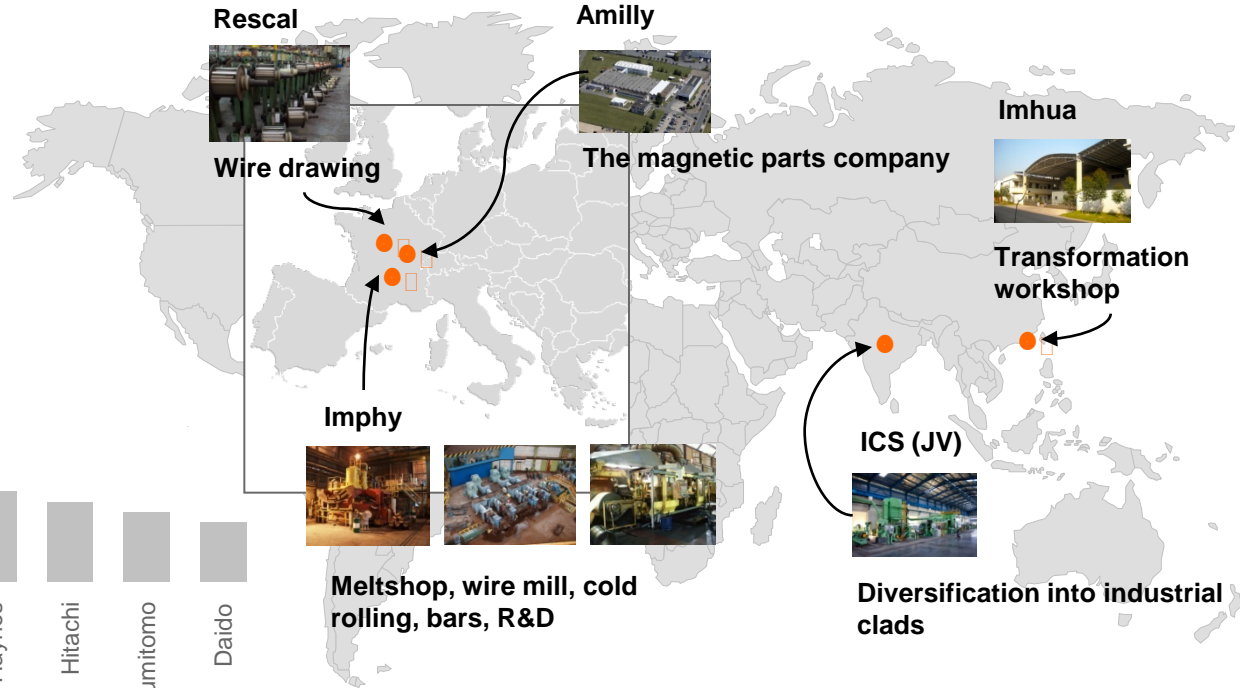 Rescal
Amilly
Imhua
Wire drawing
The magnetic parts company
Transformation
workshop
Imphy
ICS (JV)
Meltshop, wire mill, cold
rolling, bars, R&D
Diversification into industrial
clads
Hitachi
Daido